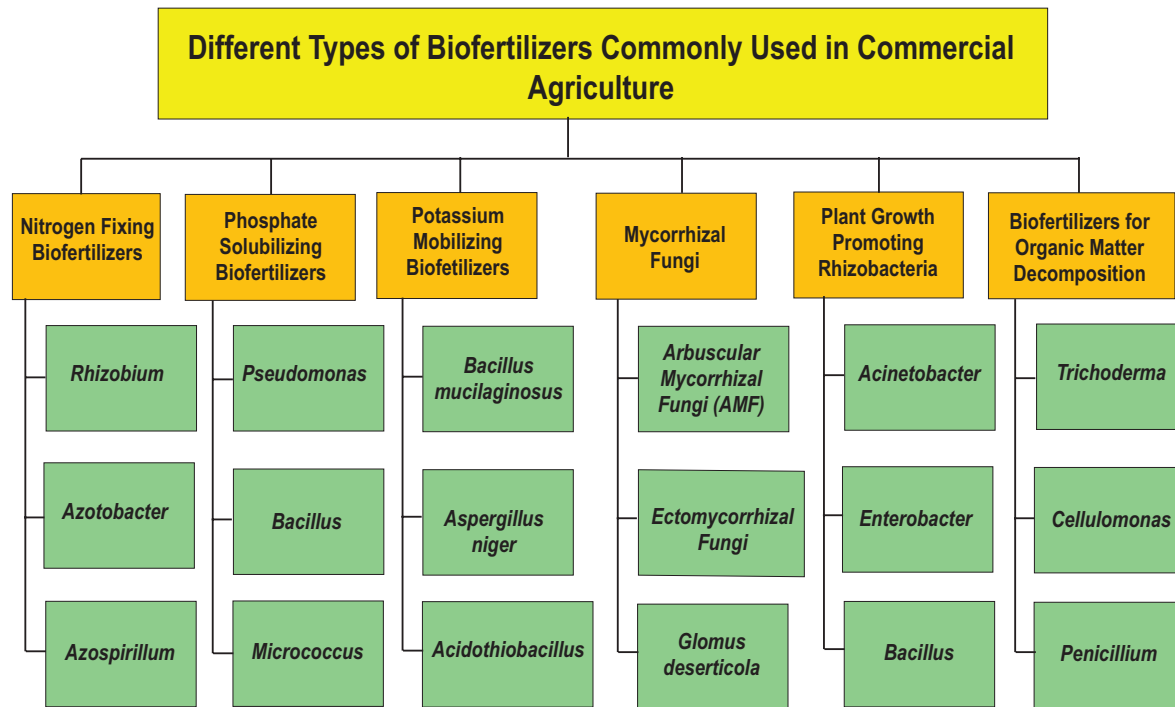 Different Types of Biofertilizers Commonly Used in Commercial
Agriculture
Nitrogen Fixing
Biofertilizers
Phosphate
Solubilizing
Biofertilizers
Potassium
Mobilizing
Biofetilizers
Mycorrhizal
Fungi
Plant Growth
Promoting
Rhizobacteria
Biofertilizers for
Organic Matter
Decomposition
Rhizobium
Pseudomonas
Bacillus
mucilaginosus
Arbuscular
Mycorrhizal
Fungi (AMF)
Acinetobacter
Trichoderma
Azotobacter
Bacillus
Aspergillus
niger
Ectomycorrhizal
Fungi
Enterobacter
Cellulomonas
Azospirillum
Micrococcus
Acidothiobacillus
Glomus
deserticola
Bacillus
Penicillium